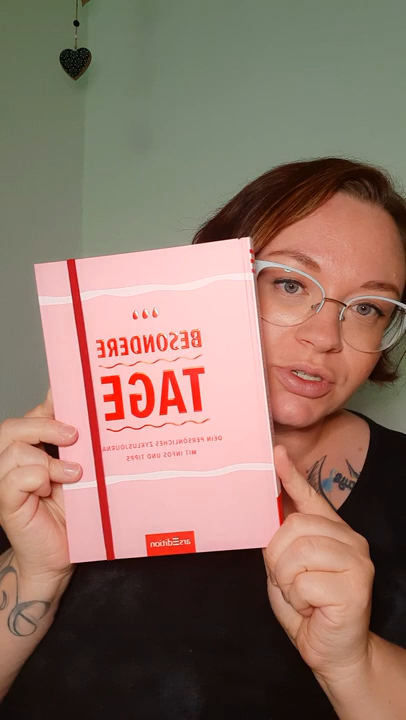 BESONDERE
TAGE
DEIN PERSÖNLICHES ZYKLUSJOURNAL
MIT INFOS UND TIPPS
arsEdition